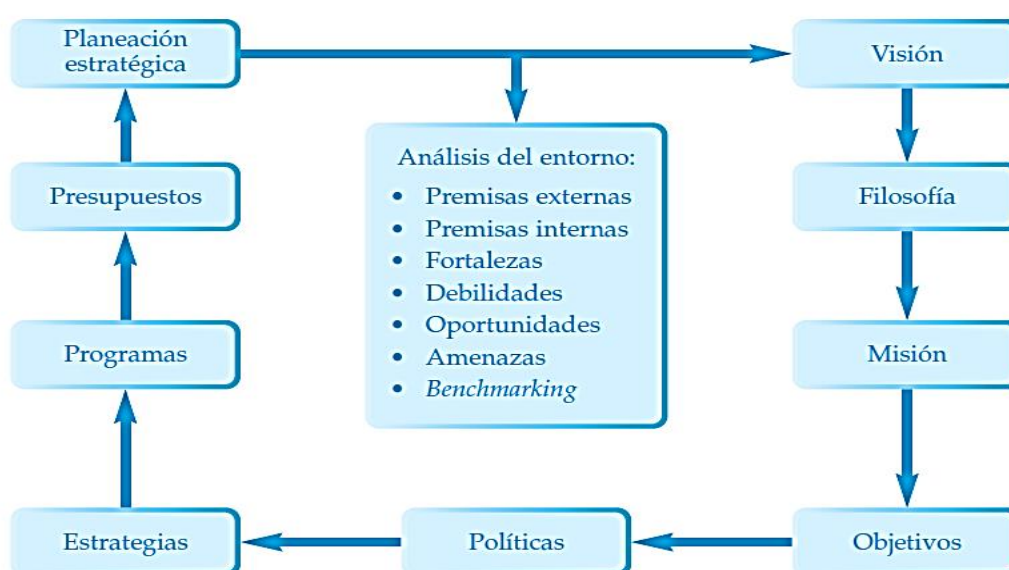 Planeación
estratégica
Visión
Análisis del entorno:
• Premisas externas
• Premisas internas
• Fortalezas
• Debilidades
• Oportunidades
• Amenazas
• Benchmarking
Presupuestos
Filosofía
Programas
Misión
Estrategias
Políticas
Objetivos